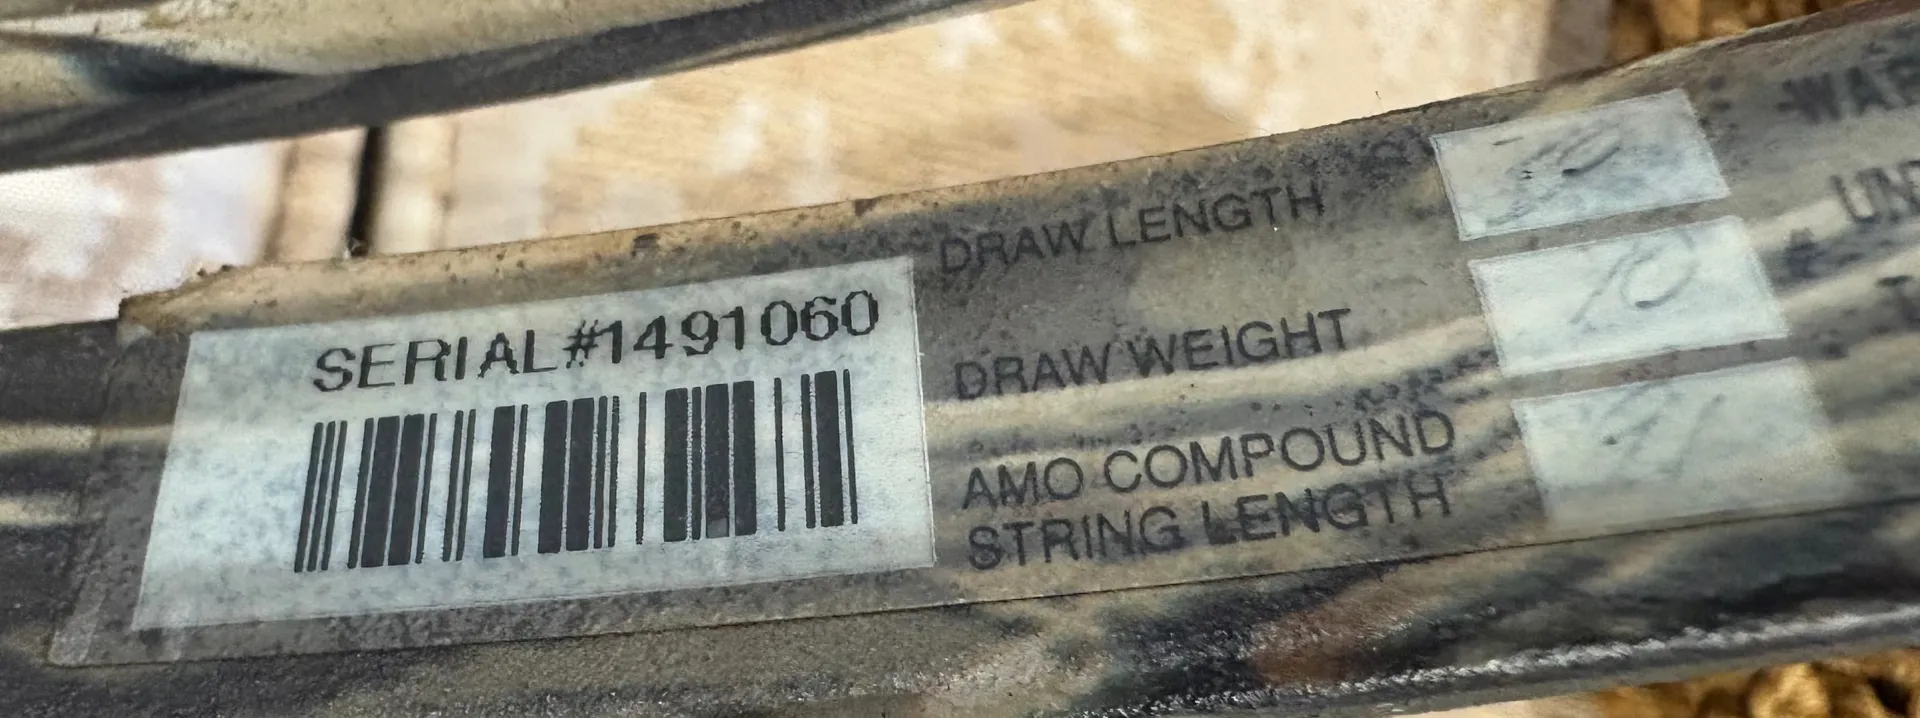 SERIAL#1491060
DRAW LENGTH
DRAW WEIGHT
AMO COMPOUND
STRING LENGTH